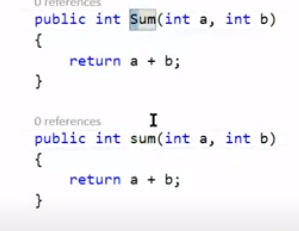 0 references
public int Sum(int a, int b)
{
    return a + b;
}
0 references
public int sum(int a, int b)
{
    return a + b;
}